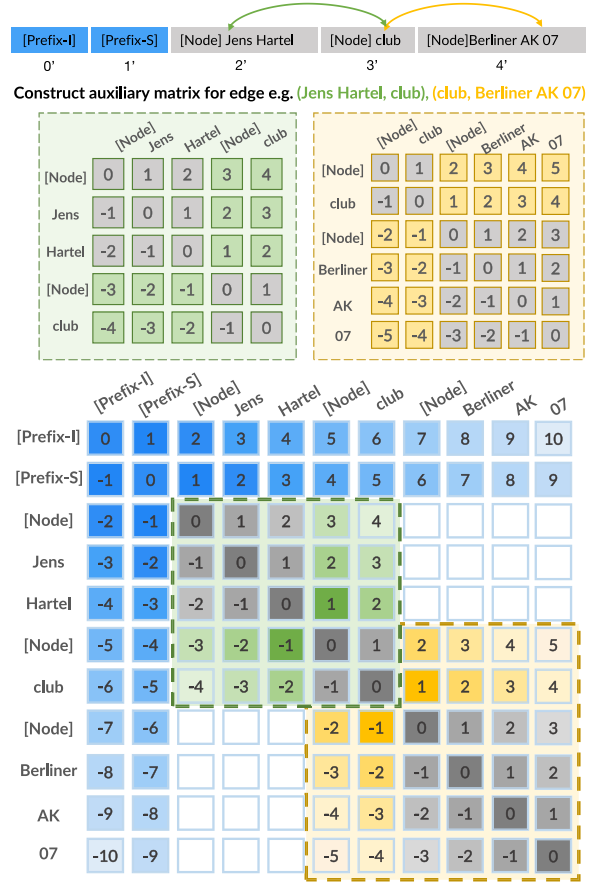 [Prefix-I] [Prefix-S] [Node] Jens Hartel [Node] club [Node]Berliner AK 07
0' 1' 2' 3' 4'
Construct auxiliary matrix for edge e.g. (Jens Hartel, club), (club, Berliner AK 07)
[Node] Jens Hartel [Node] club
[Node] 0 1 2 3 4
Jens -1 0 1 2 3
Hartel -2 -1 0 1 2
[Node] -3 -2 -1 0 1
club -4 -3 -2 -1 0
[Node] club [Node] Berliner AK 07
[Node] 0 1 2 3 4 5
club -1 0 1 2 3 4
[Node] -2 -1 0 1 2 3
Berliner -3 -2 -1 0 1 2
AK -4 -3 -2 -1 0 1
07 -5 -4 -3 -2 -1 0
[Prefix-I] [Prefix-S] [Node] Jens Hartel [Node] club [Node] Berliner AK 07
[Prefix-I] 0 1 2 3 4 5 6 7 8 9 10
[Prefix-S] -1 0 1 2 3 4 5 6 7 8 9
[Node] -2 -1 0 1 2 3 4
Jens -3 -2 -1 0 1 2 3
Hartel -4 -3 -2 -1 0 1 2
[Node] -5 -4 -3 -2 -1 0 1 2 3 4 5
club -6 -5 -4 -3 -2 -1 0 1 2 3 4
[Node] -7 -6 -2 -1 0 1 2 3
Berliner -8 -7 -3 -2 -1 0 1 2
AK -9 -8 -4 -3 -2 -1 0 1
07 -10 -9 -5 -4 -3 -2 -1 0